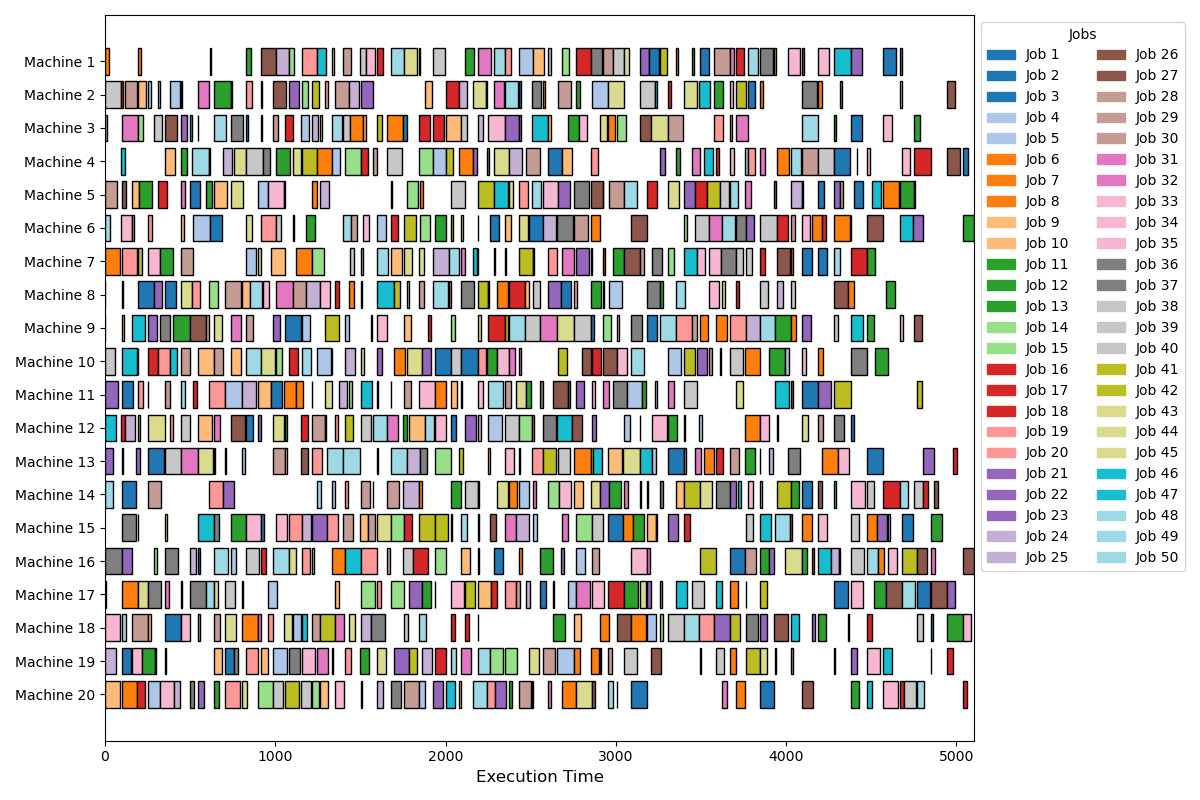 Machine 1
Machine 2
Machine 3
Machine 4
Machine 5
Machine 6
Machine 7
Machine 8
Machine 9
Machine 10
Machine 11
Machine 12
Machine 13
Machine 14
Machine 15
Machine 16
Machine 17
Machine 18
Machine 19
Machine 20
0 1000 2000 3000 4000 5000
Execution Time
Jobs
Job 1
Job 2
Job 3
Job 4
Job 5
Job 6
Job 7
Job 8
Job 9
Job 10
Job 11
Job 12
Job 13
Job 14
Job 15
Job 16
Job 17
Job 18
Job 19
Job 20
Job 21
Job 22
Job 23
Job 24
Job 25
Job 26
Job 27
Job 28
Job 29
Job 30
Job 31
Job 32
Job 33
Job 34
Job 35
Job 36
Job 37
Job 38
Job 39
Job 40
Job 41
Job 42
Job 43
Job 44
Job 45
Job 46
Job 47
Job 48
Job 49
Job 50